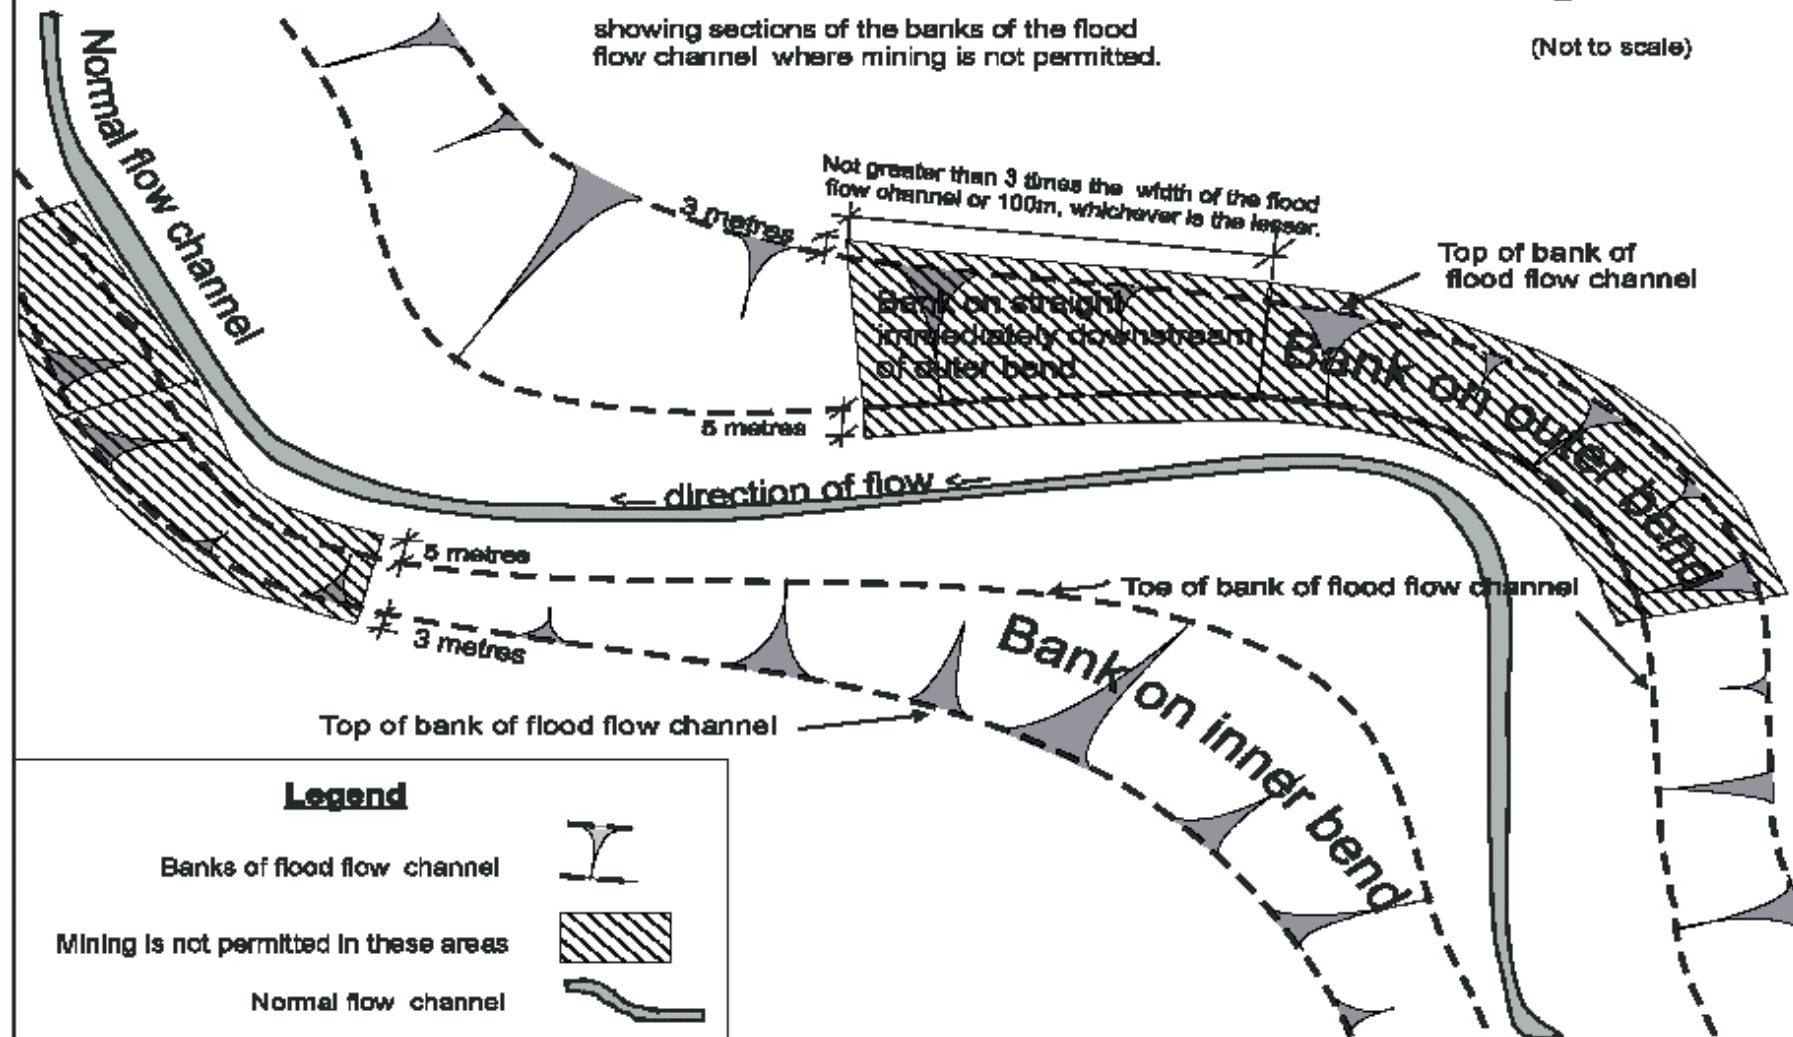 showing sections of the banks of the flood
flow channel where mining is not permitted.
(Not to scale)
Normal flow channel
Not greater than 3 times the width of the flood
flow channel or 100m, whichever is the lesser.
3 metres
Top of bank of
flood flow channel
Bank on straight
immediately downstream
of outer bend
Bank on outer bend
5 metres
<— direction of flow <—
5 metres
Toe of bank of flood flow channel
3 metres
Bank on inner bend
Top of bank of flood flow channel
Legend
Banks of flood flow channel
Mining is not permitted in these areas
Normal flow channel